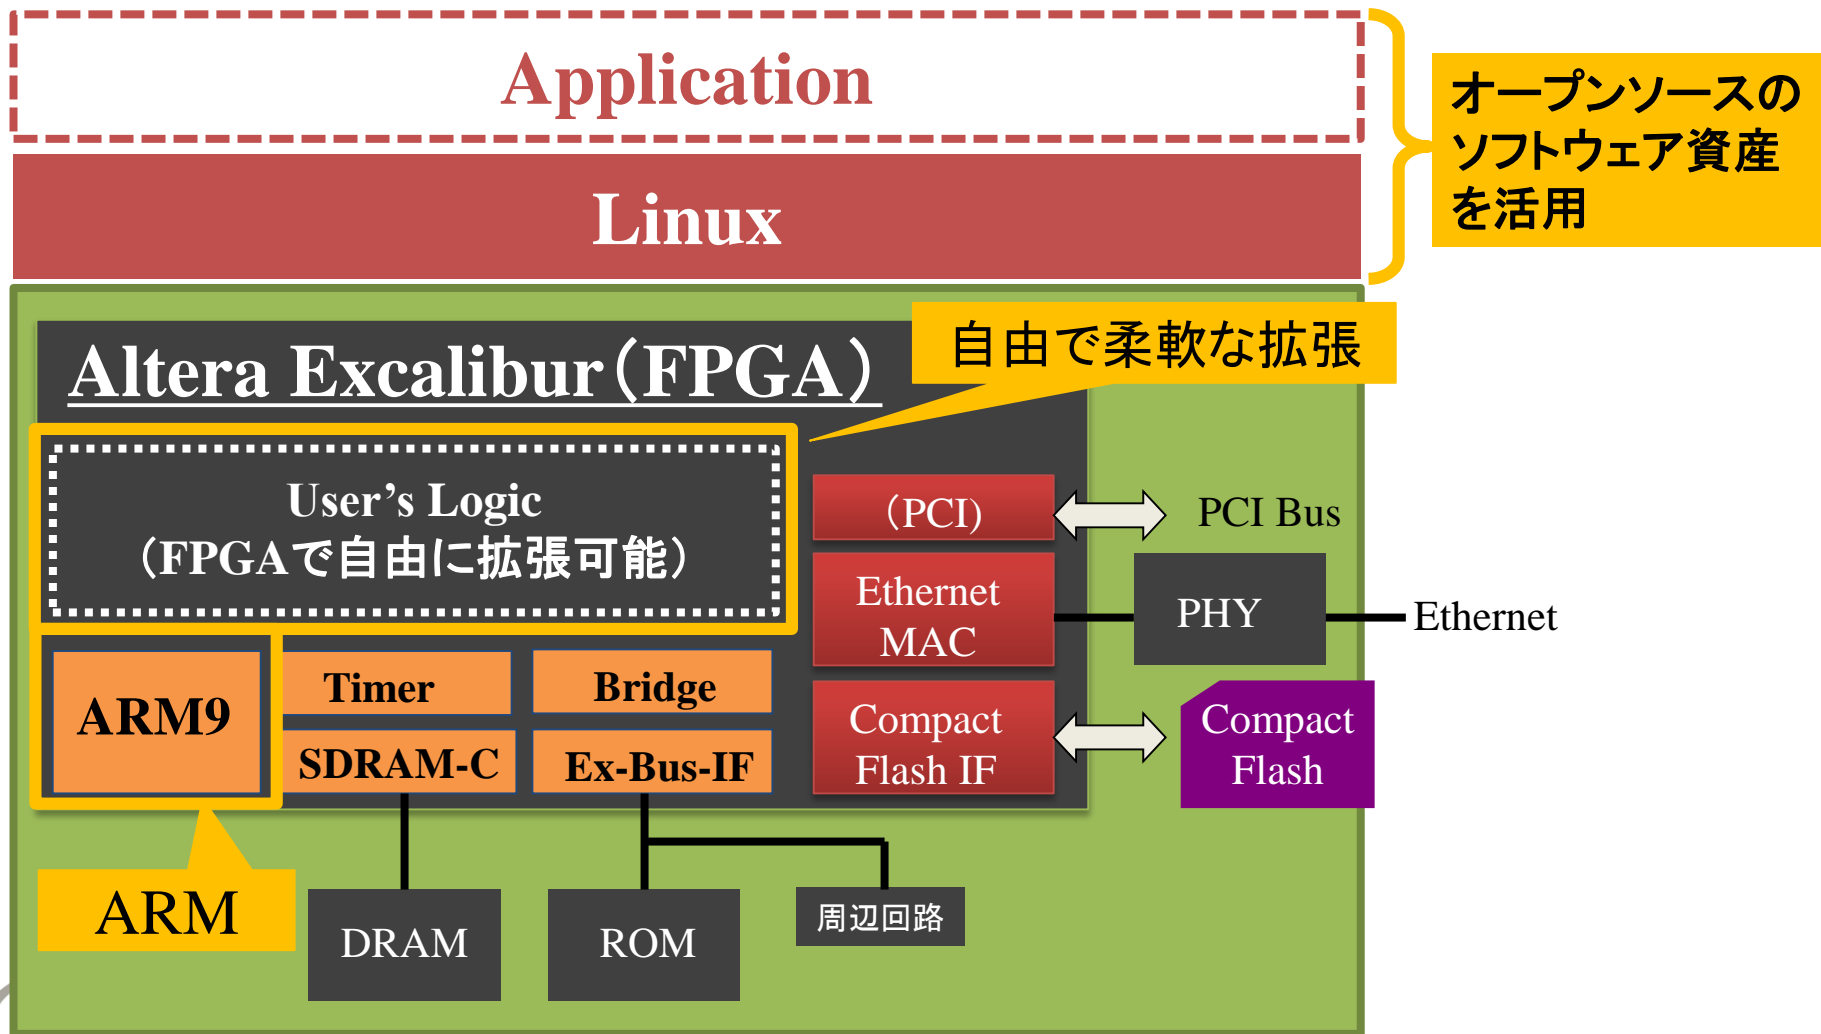 Application
オープンソースの
ソフトウェア資産
を活用
Linux
自由で柔軟な拡張
Altera Excalibur（FPGA）
User’s Logic
（FPGAで自由に拡張可能）
（PCI)
PCI Bus
Ethernet
MAC
PHY
Ethernet
ARM9
Timer
Bridge
SDRAM-C
Ex-Bus-IF
Compact
Flash IF
Compact
Flash
ARM
DRAM
ROM
周辺回路